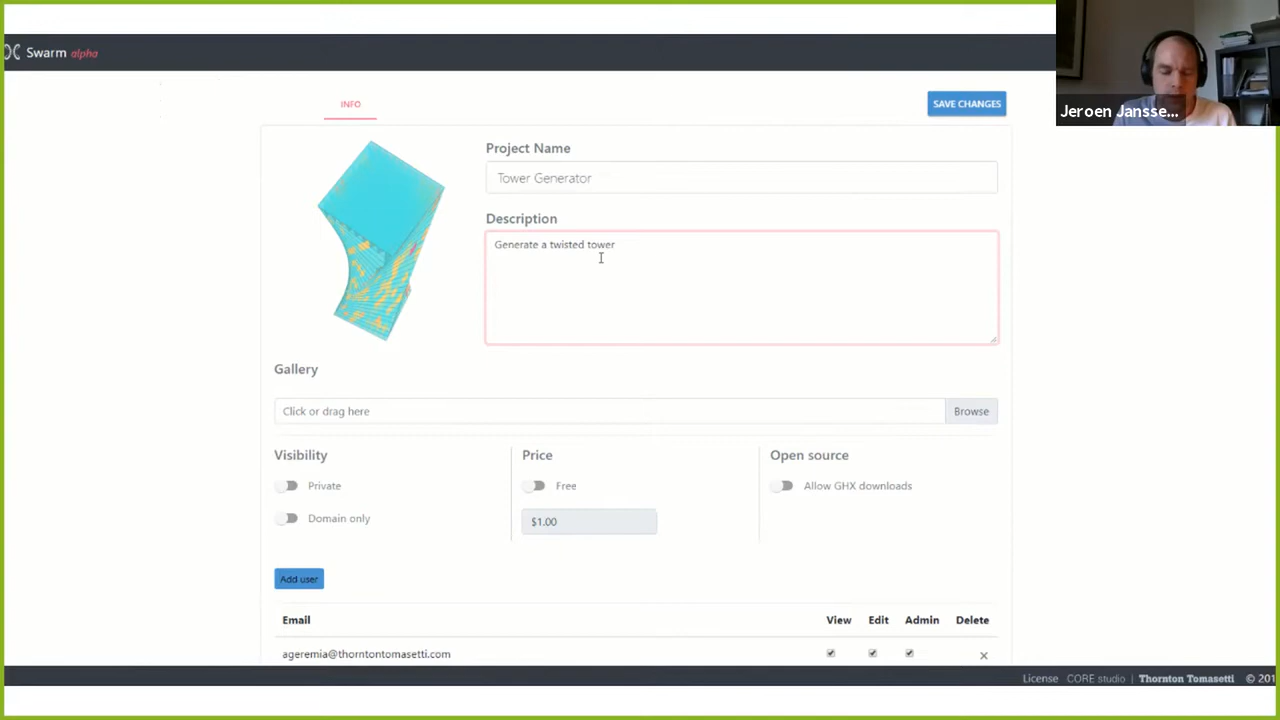 Swarm alpha
INFO
SAVE CHANGES
Jeroen Jansse...
Project Name
Tower Generator
Description
Generate a twisted tower
Gallery
Click or drag here
Browse
Visibility
Price
Open source
Private
Free
Allow GHX downloads
Domain only
$1.00
Add user
Email
View
Edit
Admin
Delete
ageremia@thorntontomasetti.com
License
CORE studio | Thornton Tomasetti
© 201